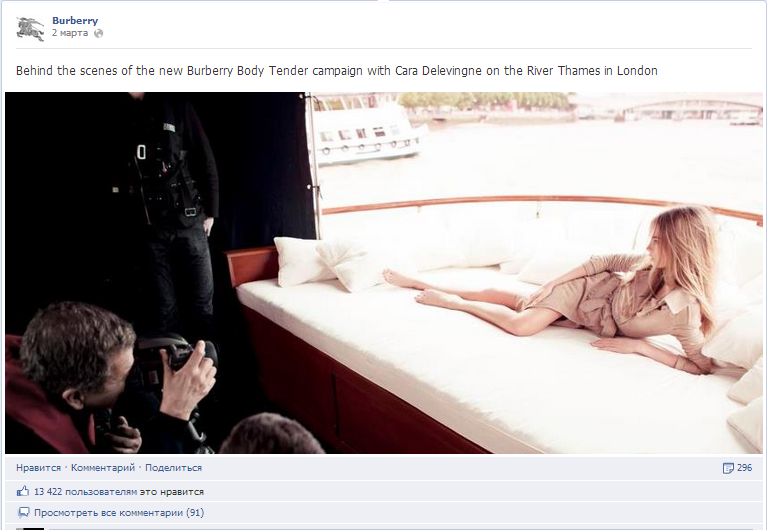 Burberry
2 марта
Behind the scenes of the new Burberry Body Tender campaign with Cara Delevingne on the River Thames in London
Нравится · Комментарий · Поделиться 296
13 422 пользователям это нравится
Просмотреть все комментарии (91)